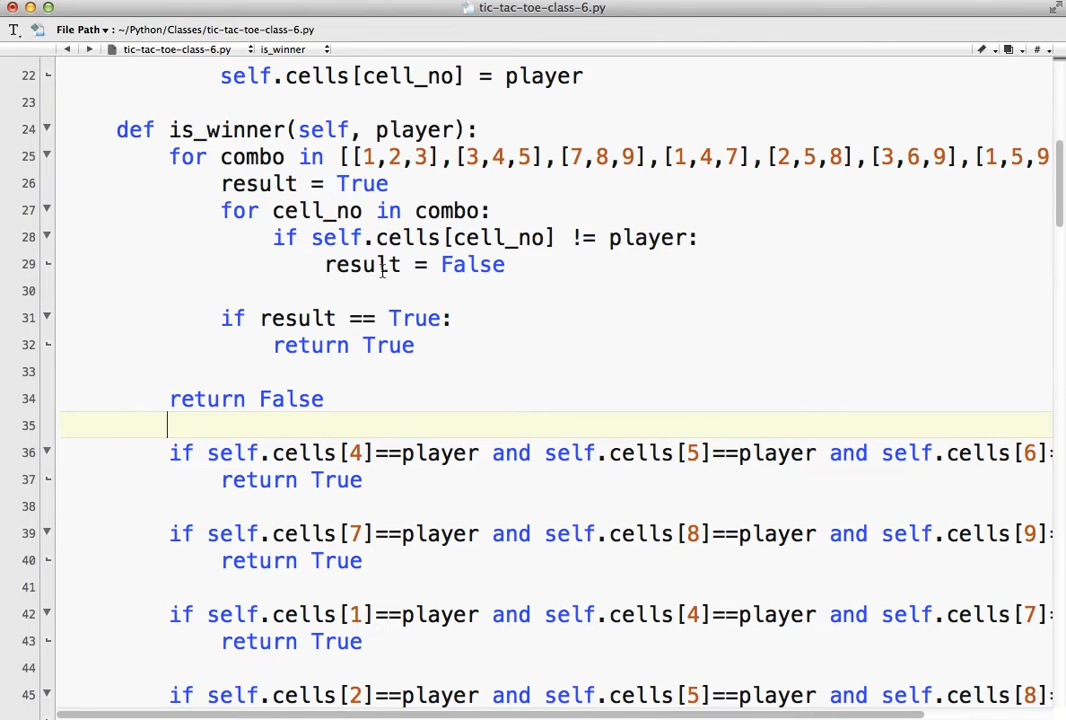 tic-tac-toe-class-6.py
File Path ▾ : ~/Python/Classes/tic-tac-toe-class-6.py
tic-tac-toe-class-6.py is_winner #
22 self.cells[cell_no] = player
23
24 def is_winner(self, player):
25 for combo in [[1,2,3],[3,4,5],[7,8,9],[1,4,7],[2,5,8],[3,6,9],[1,5,9
26 result = True
27 for cell_no in combo:
28 if self.cells[cell_no] != player:
29 result = False
30
31 if result == True:
32 return True
33
34 return False
35
36 if self.cells[4]==player and self.cells[5]==player and self.cells[6]=
37 return True
38
39 if self.cells[7]==player and self.cells[8]==player and self.cells[9]=
40 return True
41
42 if self.cells[1]==player and self.cells[4]==player and self.cells[7]=
43 return True
44
45 if self.cells[2]==player and self.cells[5]==player and self.cells[8]=